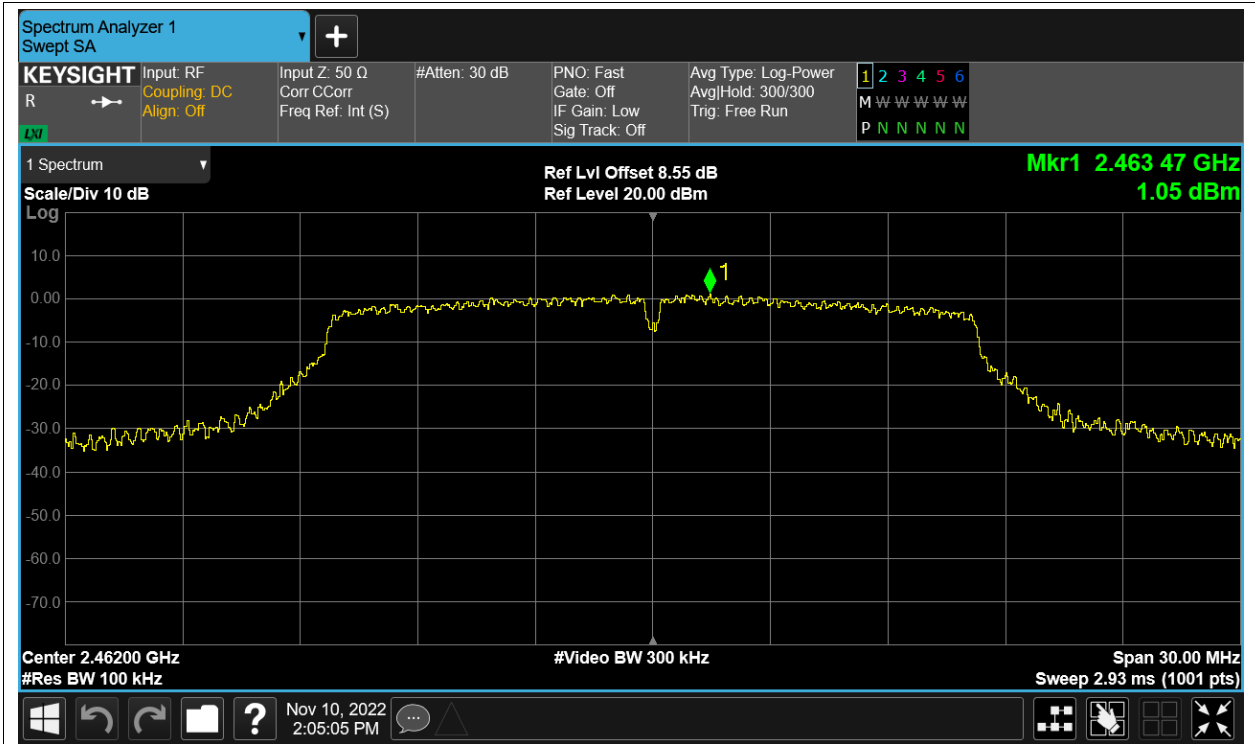 Spectrum Analyzer 1
Swept SA
KEYSIGHT
R
LXI
Input: RF
Coupling: DC
Align: Off
Input Z: 50 Ω
Corr CCorr
Freq Ref: Int (S)
#Atten: 30 dB
PNO: Fast
Gate: Off
IF Gain: Low
Sig Track: Off
Avg Type: Log-Power
Avg|Hold: 300/300
Trig: Free Run
1 2 3 4 5 6
M W W W W W
P N N N N N
1 Spectrum
Scale/Div 10 dB
Log
Ref Lvl Offset 8.55 dB
Ref Level 20.00 dBm
Mkr1 2.463 47 GHz
1.05 dBm
1
10.0
0.00
-10.0
-20.0
-30.0
-40.0
-50.0
-60.0
-70.0
Center 2.46200 GHz
#Res BW 100 kHz
#Video BW 300 kHz
Span 30.00 MHz
Sweep 2.93 ms (1001 pts)
?
Nov 10, 2022
2:05:05 PM